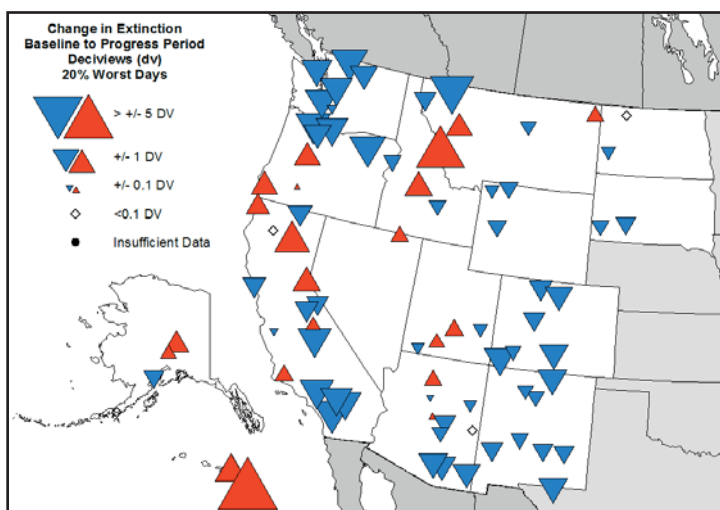 Change in Extinction
Baseline to Progress Period
Deciviews (dv)
20% Worst Days
> +/- 5 DV
+/- 1 DV
+/- 0.1 DV
<0.1 DV
Insufficient Data